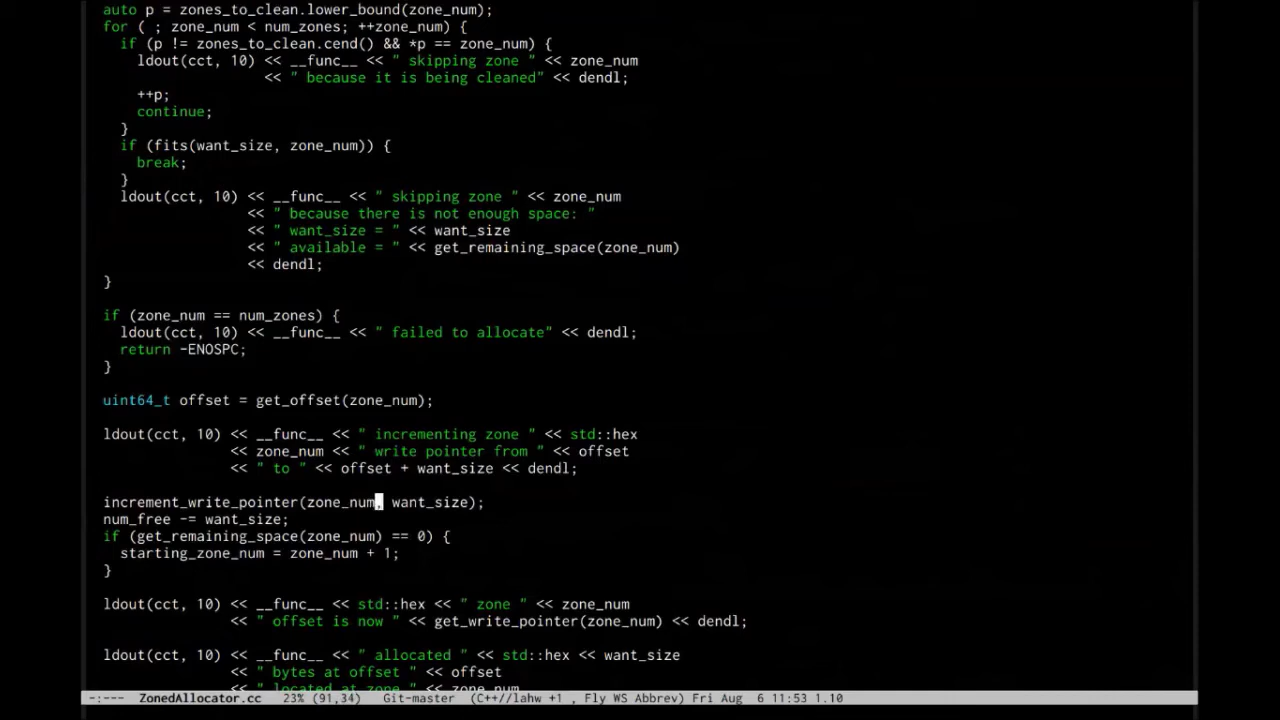 auto p = zones_to_clean.lower_bound(zone_num);
for ( ; zone_num < num_zones; ++zone_num) {
if (p != zones_to_clean.cend() && *p == zone_num) {
ldout(cct, 10) << __func__ << " skipping zone " << zone_num
<< " because it is being cleaned" << dendl;
++p;
continue;
}
if (fits(want_size, zone_num)) {
break;
}
ldout(cct, 10) << __func__ << " skipping zone " << zone_num
<< " because there is not enough space: "
<< " want_size = " << want_size
<< " available = " << get_remaining_space(zone_num)
<< dendl;
}
if (zone_num == num_zones) {
ldout(cct, 10) << __func__ << " failed to allocate" << dendl;
return -ENOSPC;
}
uint64_t offset = get_offset(zone_num);
ldout(cct, 10) << __func__ << " incrementing zone " << std::hex
<< zone_num << " write pointer from " << offset
<< " to " << offset + want_size << dendl;
increment_write_pointer(zone_num, want_size);
num_free -= want_size;
if (get_remaining_space(zone_num) == 0) {
starting_zone_num = zone_num + 1;
}
ldout(cct, 10) << __func__ << std::hex << " zone " << zone_num
<< " offset is now " << get_write_pointer(zone_num) << dendl;
ldout(cct, 10) << __func__ << " allocated " << std::hex << want_size
<< " bytes at offset " << offset
<< " located at zone " << zone_num
-:--- ZonedAllocator.cc 23% (91,34) Git-master (C++//lahw +1 , Fly WS Abbrev) Fri Aug 6 11:53 1.10